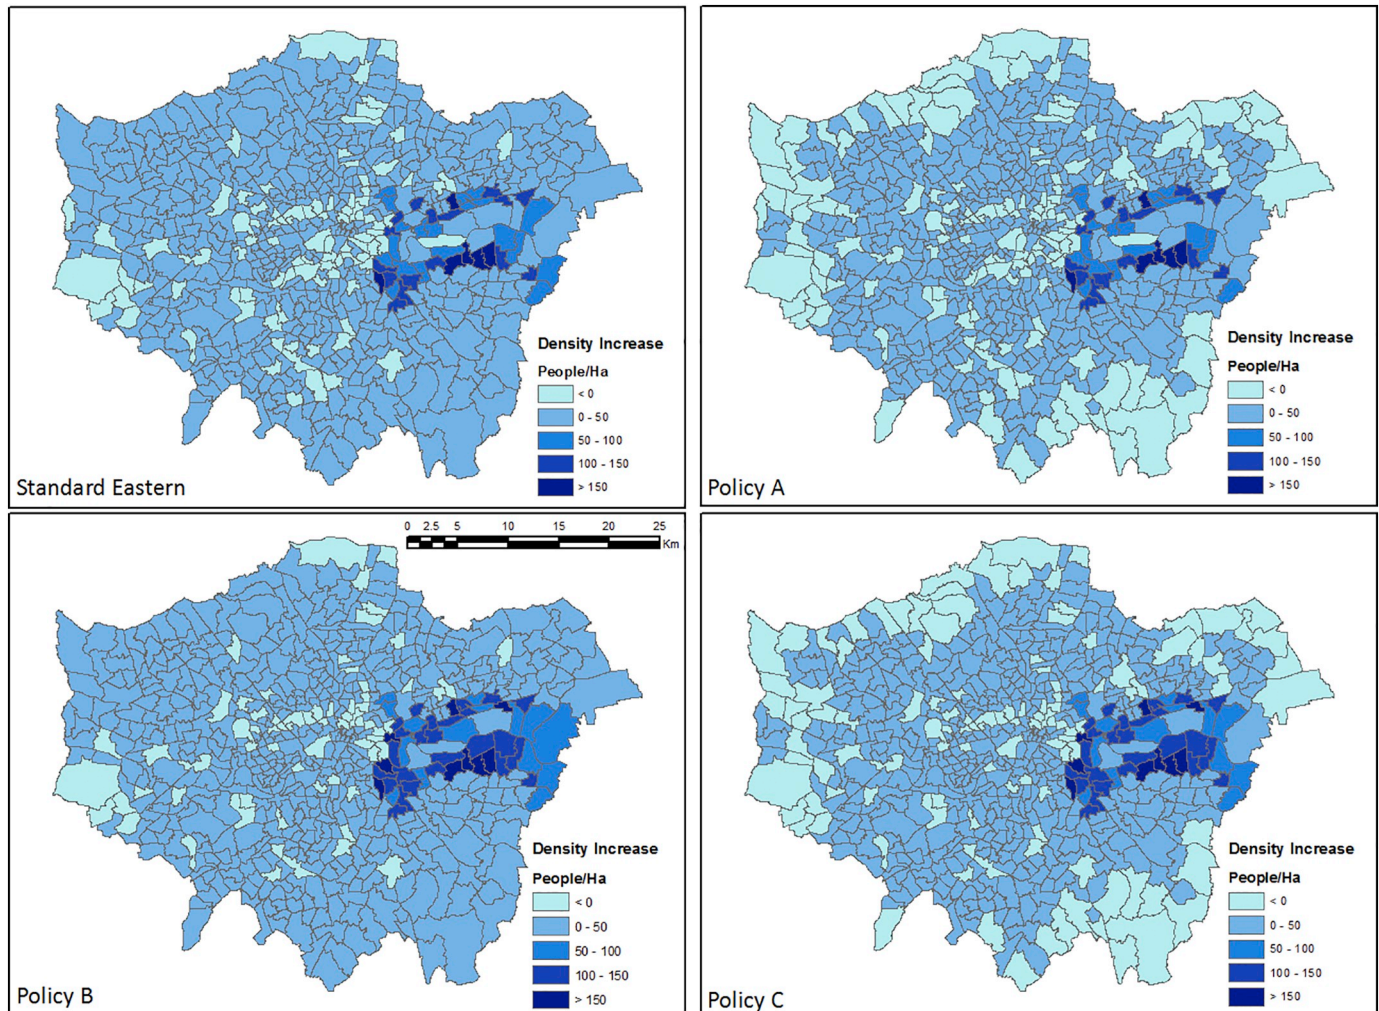 Density Increase
People/Ha
< 0
0 - 50
50 - 100
100 - 150
> 150
Standard Eastern
Density Increase
People/Ha
< 0
0 - 50
50 - 100
100 - 150
> 150
Policy A
0 2.5 5 10 15 20 25
Km
Density Increase
People/Ha
< 0
0 - 50
50 - 100
100 - 150
> 150
Policy B
Density Increase
People/Ha
< 0
0 - 50
50 - 100
100 - 150
> 150
Policy C